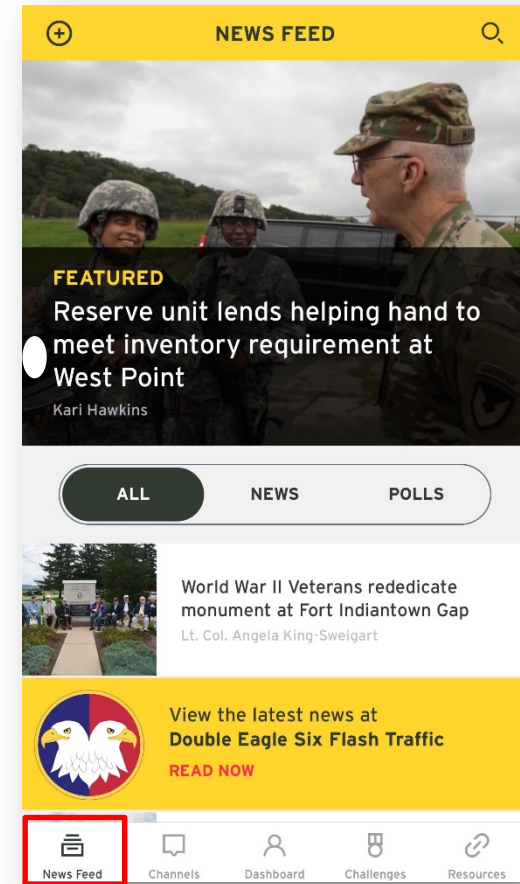 NEWS FEED
FEATURED
Reserve unit lends helping hand to
meet inventory requirement at
West Point
Kari Hawkins
ALL
NEWS
POLLS
World War II Veterans rededicate
monument at Fort Indiantown Gap
Lt. Col. Angela King-Sweigart
View the latest news at
Double Eagle Six Flash Traffic
READ NOW
News Feed
Channels
Dashboard
Challenges
Resources